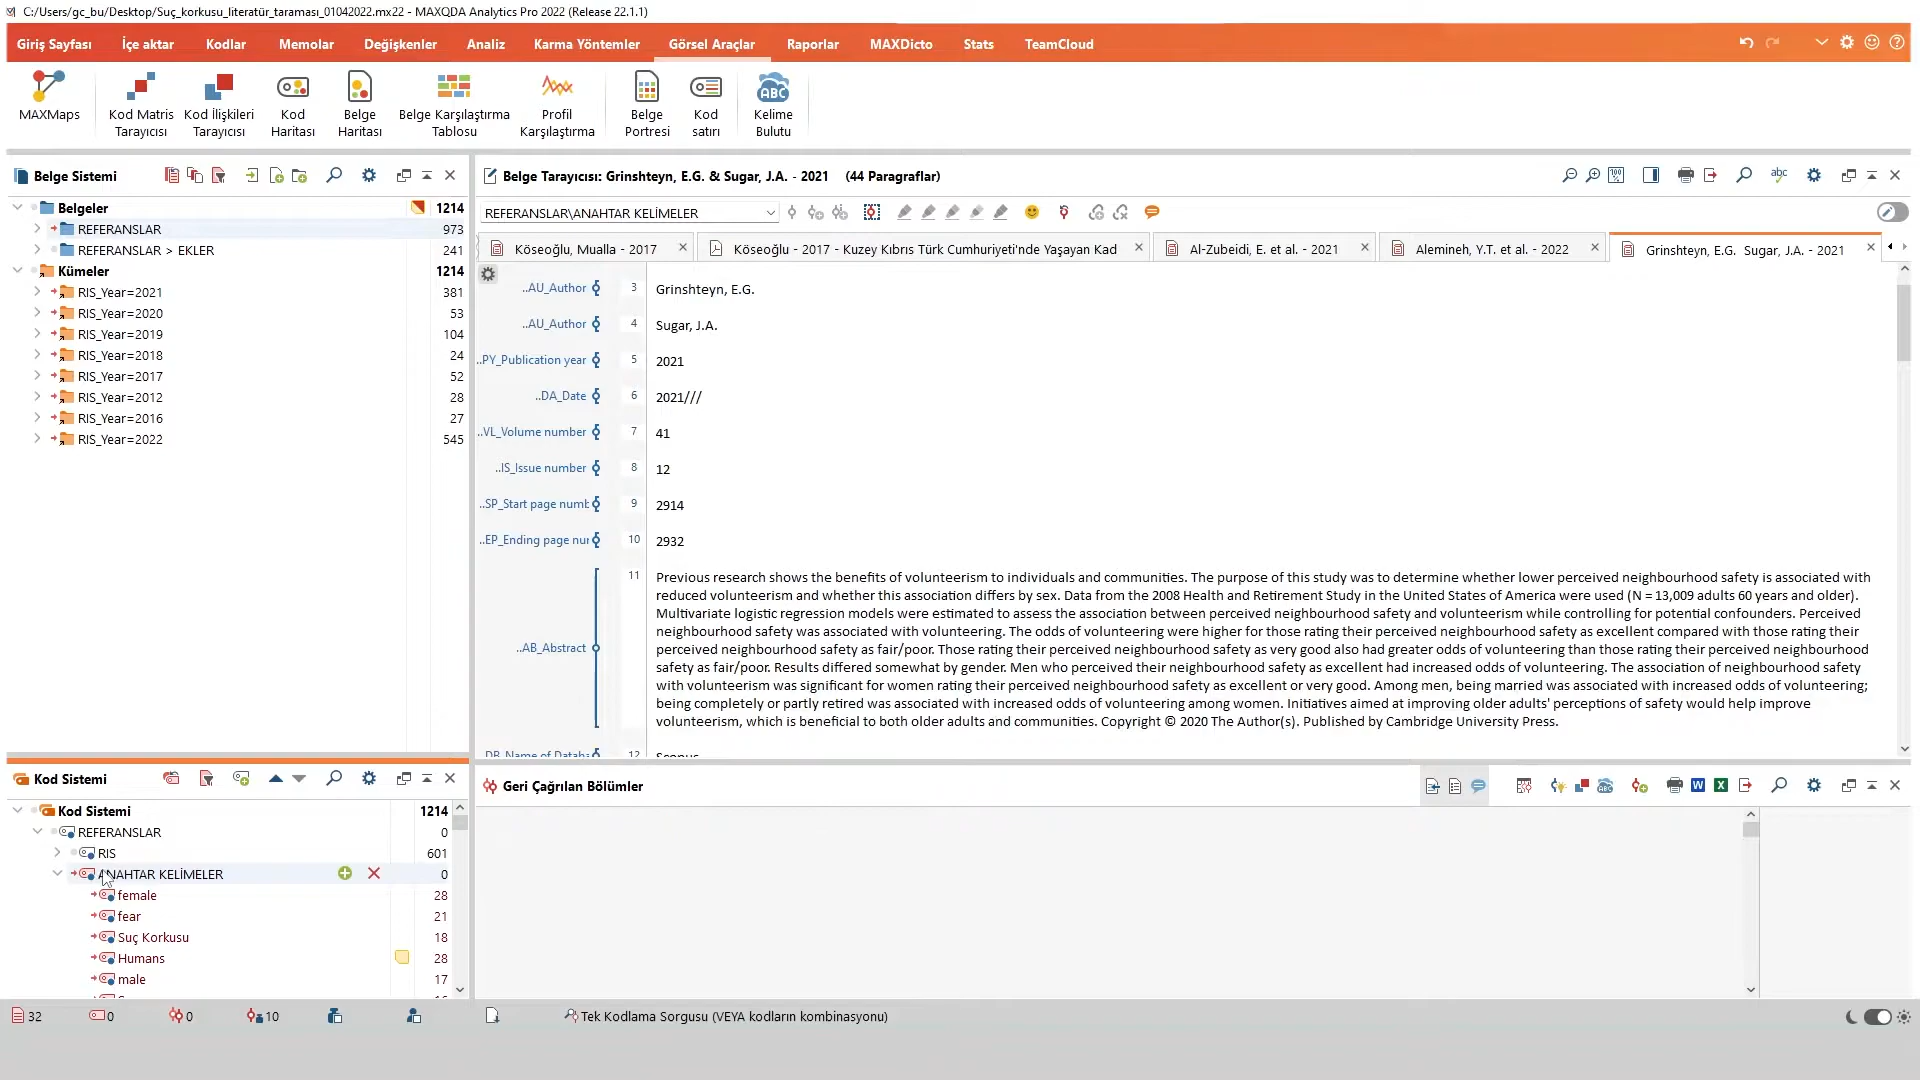 C:/Users/gc_bu/Desktop/Suç_korkusu_literatür_taraması_01042022.mx22 - MAXQDA Analytics Pro 2022 (Release 22.1.1)
Giriş Sayfası İçe aktar Kodlar Memolar Değişkenler Analiz Karma Yöntemler Görsel Araçlar Raporlar MAXDicto Stats TeamCloud
MAXMaps
Kod Matris Tarayıcısı
Kod İlişkileri Tarayıcısı
Kod Haritası
Belge Haritası
Belge Karşılaştırma Tablosu
Profil Karşılaştırma
Belge Portresi
Kod satırı
ABC
Kelime Bulutu
Belge Sistemi
Belgeler 1214
REFERANSLAR 973
REFERANSLAR > EKLER 241
Kümeler 1214
RIS_Year=2021 381
RIS_Year=2020 53
RIS_Year=2019 104
RIS_Year=2018 24
RIS_Year=2017 52
RIS_Year=2012 28
RIS_Year=2016 27
RIS_Year=2022 545
Belge Tarayıcısı: Grinshteyn, E.G. & Sugar, J.A. - 2021 (44 Paragraflar)
100%
abc
REFERANSLAR\ANAHTAR KELİMELER
Köseoğlu, Mualla - 2017
Köseoğlu - 2017 - Kuzey Kıbrıs Türk Cumhuriyeti'nde Yaşayan Kad
Al-Zubeidi, E. et al. - 2021
Alemineh, Y.T. et al. - 2022
Grinshteyn, E.G. Sugar, J.A. - 2021
..AU_Author 3 Grinshteyn, E.G.
..AU_Author 4 Sugar, J.A.
..PY_Publication year 5 2021
..DA_Date 6 2021///
..VL_Volume number 7 41
..IS_Issue number 8 12
..SP_Start page numb 9 2914
..EP_Ending page nur 10 2932
..AB_Abstract 11
Previous research shows the benefits of volunteerism to individuals and communities. The purpose of this study was to determine whether lower perceived neighbourhood safety is associated with
reduced volunteerism and whether this association differs by sex. Data from the 2008 Health and Retirement Study in the United States of America were used (N = 13,009 adults 60 years and older).
Multivariate logistic regression models were estimated to assess the association between perceived neighbourhood safety and volunteerism while controlling for potential confounders. Perceived
neighbourhood safety was associated with volunteering. The odds of volunteering were higher for those rating their perceived neighbourhood safety as excellent compared with those rating their
perceived neighbourhood safety as fair/poor. Those rating their perceived neighbourhood safety as very good also had greater odds of volunteering than those rating their perceived neighbourhood
safety as fair/poor. Results differed somewhat by gender. Men who perceived their neighbourhood safety as excellent had increased odds of volunteering. The association of neighbourhood safety
with volunteerism was significant for women rating their perceived neighbourhood safety as excellent or very good. Among men, being married was associated with increased odds of volunteering;
being completely or partly retired was associated with increased odds of volunteering among women. Initiatives aimed at improving older adults' perceptions of safety would help improve
volunteerism, which is beneficial to both older adults and communities. Copyright © 2020 The Author(s). Published by Cambridge University Press.
..DB_Name of Databa 12 Scopus
Kod Sistemi
Kod Sistemi 1214
REFERANSLAR 0
RIS 601
ANAHTAR KELİMELER 0
female 28
fear 21
Suç Korkusu 18
Humans 28
male 17
Geri Çağrılan Bölümler
32 0 0 10
Tek Kodlama Sorgusu (VEYA kodların kombinasyonu)